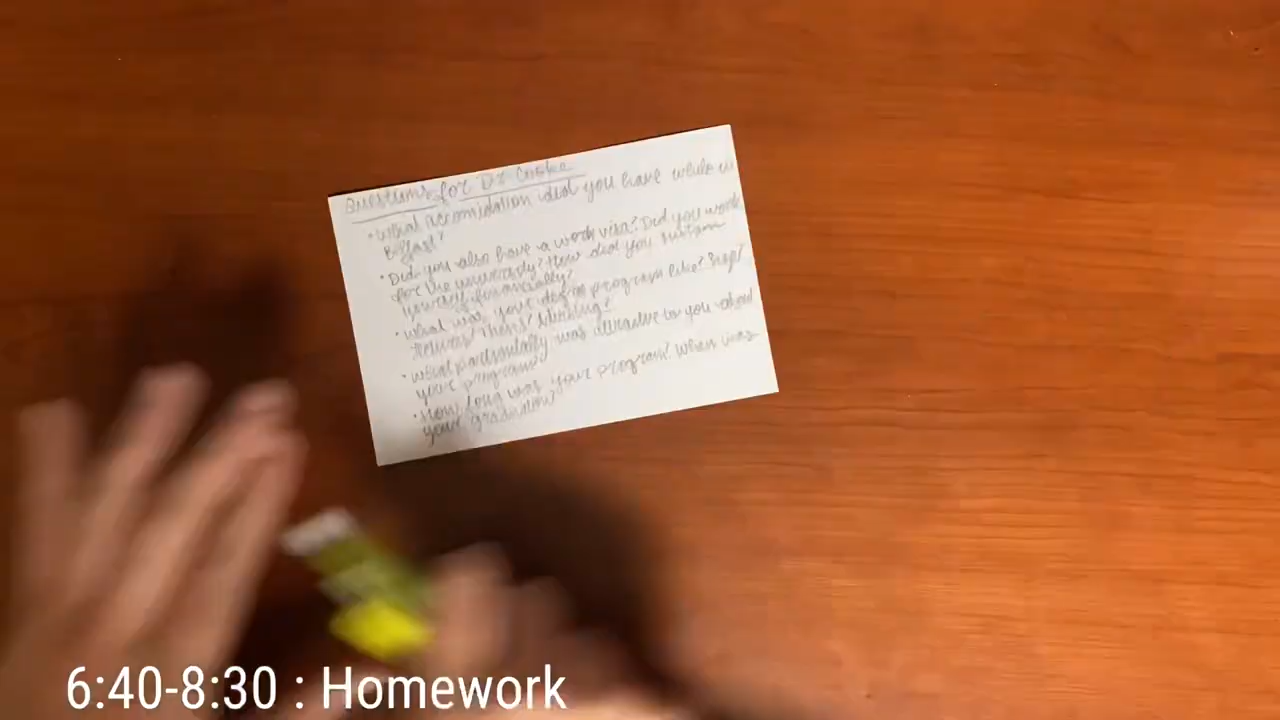 Questions for Dr Cooke
• What accomidation did you have while in
Belfast?
• Did you also have a work visa? Did you work
for the university? How did you sustain
yourself financially?
• What was your degree program like?
Thesis?
• What particularly was attractive to you about
your program?
• How long was your program? When was
your graduation?
6:40-8:30 : Homework